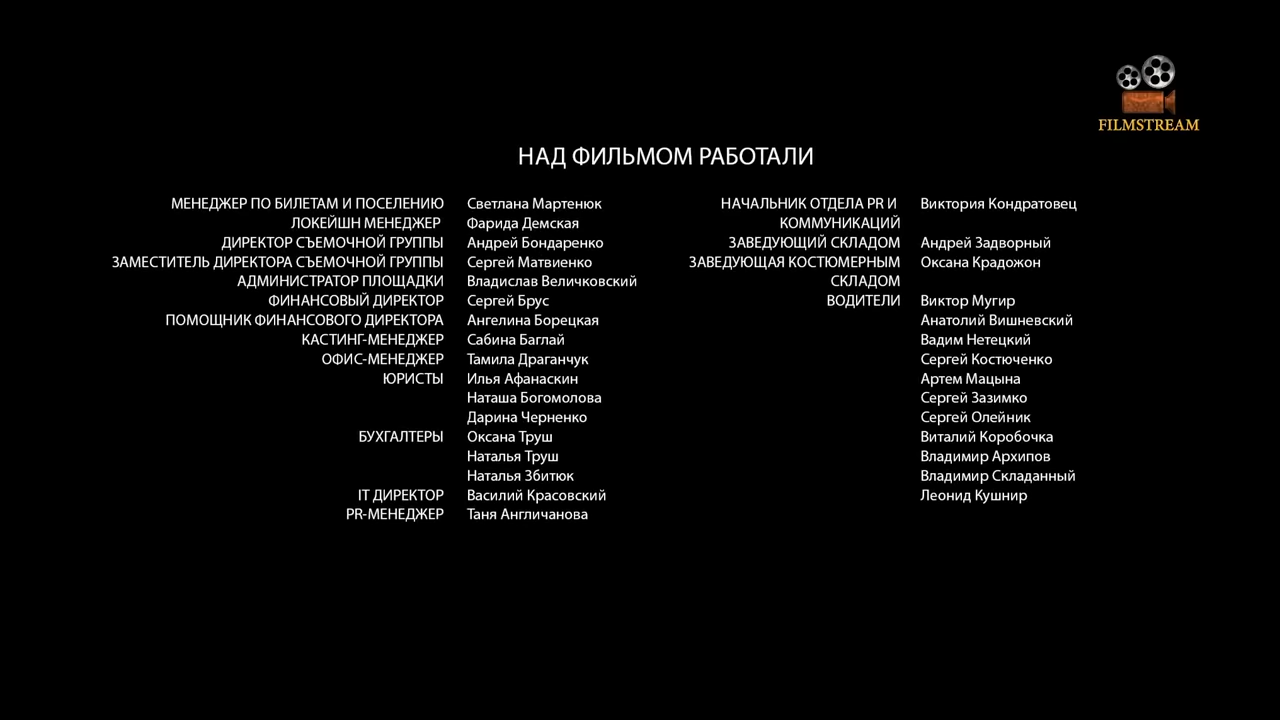 FILMSTREAM
НАД ФИЛЬМОМ РАБОТАЛИ
МЕНЕДЖЕР ПО БИЛЕТАМ И ПОСЕЛЕНИЮ Светлана Мартенюк
ЛОКЕЙШН МЕНЕДЖЕР Фарида Демская
ДИРЕКТОР СЪЕМОЧНОЙ ГРУППЫ Андрей Бондаренко
ЗАМЕСТИТЕЛЬ ДИРЕКТОРА СЪЕМОЧНОЙ ГРУППЫ Сергей Матвиенко
АДМИНИСТРАТОР ПЛОЩАДКИ Владислав Величковский
ФИНАНСОВЫЙ ДИРЕКТОР Сергей Брус
ПОМОЩНИК ФИНАНСОВОГО ДИРЕКТОРА Ангелина Борецкая
КАСТИНГ-МЕНЕДЖЕР Сабина Баглай
ОФИС-МЕНЕДЖЕР Тамила Драганчук
ЮРИСТЫ Илья Афанаскин
Наташа Богомолова
Дарина Черненко
БУХГАЛТЕРЫ Оксана Труш
Наталья Труш
Наталья Збитюк
IT ДИРЕКТОР Василий Красовский
PR-МЕНЕДЖЕР Таня Англичанова
НАЧАЛЬНИК ОТДЕЛА PR И Виктория Кондратовец
КОММУНИКАЦИЙ
ЗАВЕДУЮЩИЙ СКЛАДОМ Андрей Задворный
ЗАВЕДУЮЩАЯ КОСТЮМЕРНЫМ Оксана Крадожон
СКЛАДОМ
ВОДИТЕЛИ Виктор Мугир
Анатолий Вишневский
Вадим Нетецкий
Сергей Костюченко
Артем Мацына
Сергей Зазимко
Сергей Олейник
Виталий Коробочка
Владимир Архипов
Владимир Складанный
Леонид Кушнир